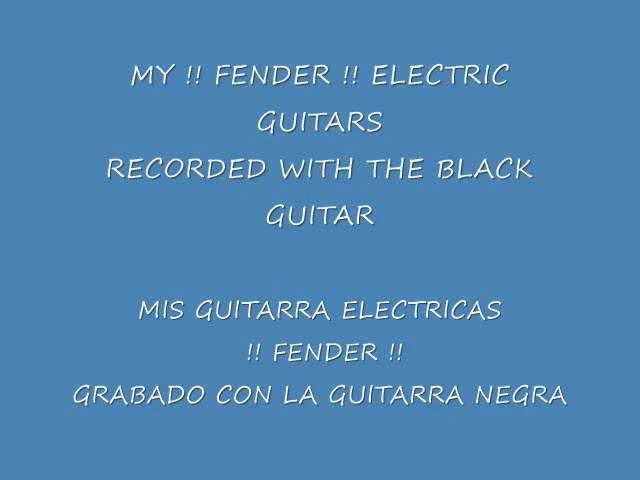 MY !! FENDER !! ELECTRIC
GUITARS
RECORDED WITH THE BLACK
GUITAR
MIS GUITARRA ELECTRICAS
!! FENDER !!
GRABADO CON LA GUITARRA NEGRA